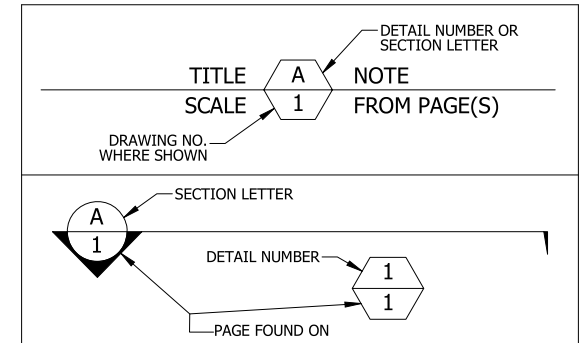 DETAIL NUMBER OR
SECTION LETTER
TITLE A NOTE
SCALE 1 FROM PAGE(S)
DRAWING NO.
WHERE SHOWN
SECTION LETTER
A
1
DETAIL NUMBER
1
1
PAGE FOUND ON